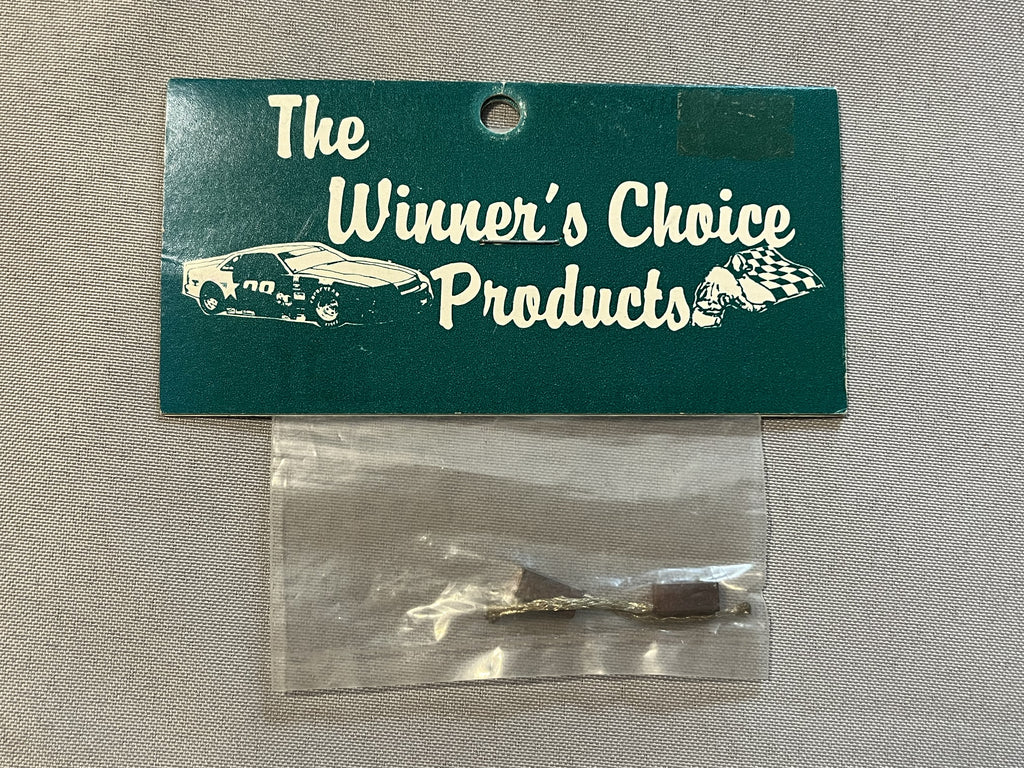 The
Winner's Choice
Products